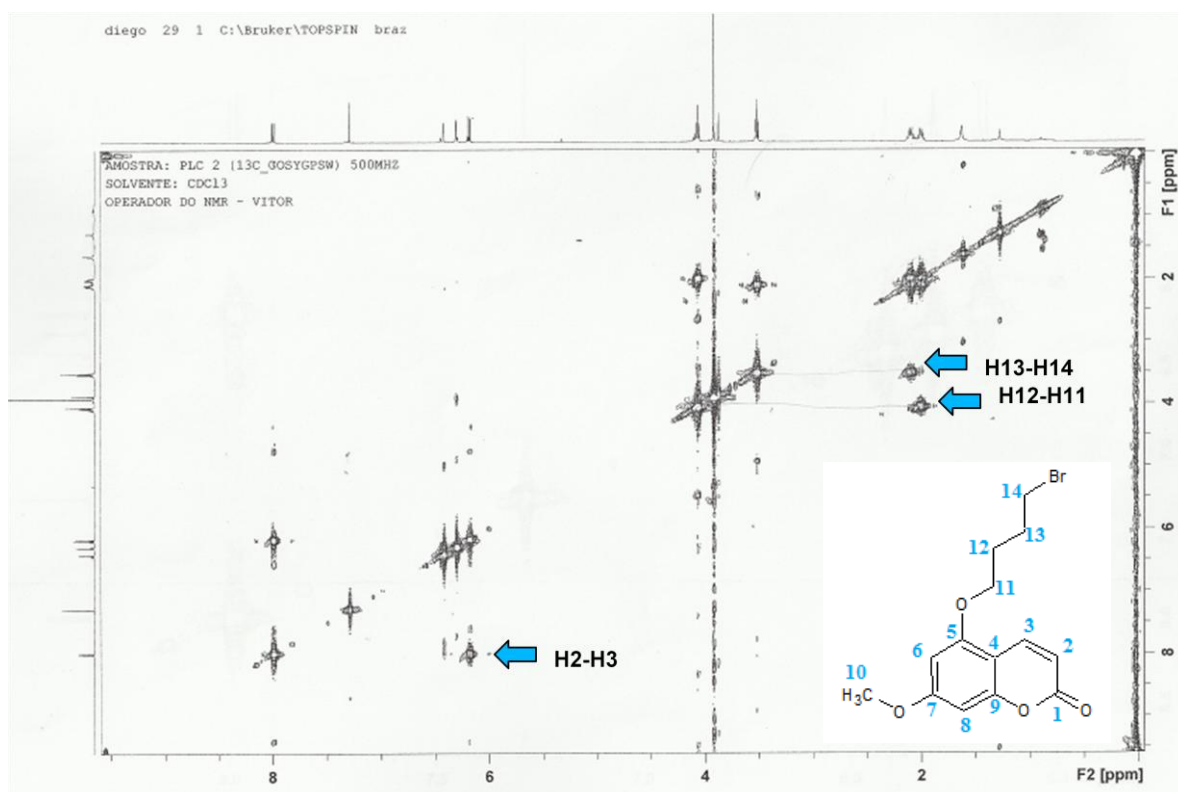 diego 29 1 C:\Bruker\TOPSPIN braz
AMOSTRA: PLC 2 (13C_GOSYGPSW) 500MHZ
SOLVENTE: CDCl3
OPERADOR DO NMR - VITOR
F1 [ppm]
2
4
6
8
H13-H14
H12-H11
H2-H3
Br
14
13
12
11
O
5
4
3
6
2
10
H3C
O
7
8
9
O
1
O
8
6
4
2
F2 [ppm]